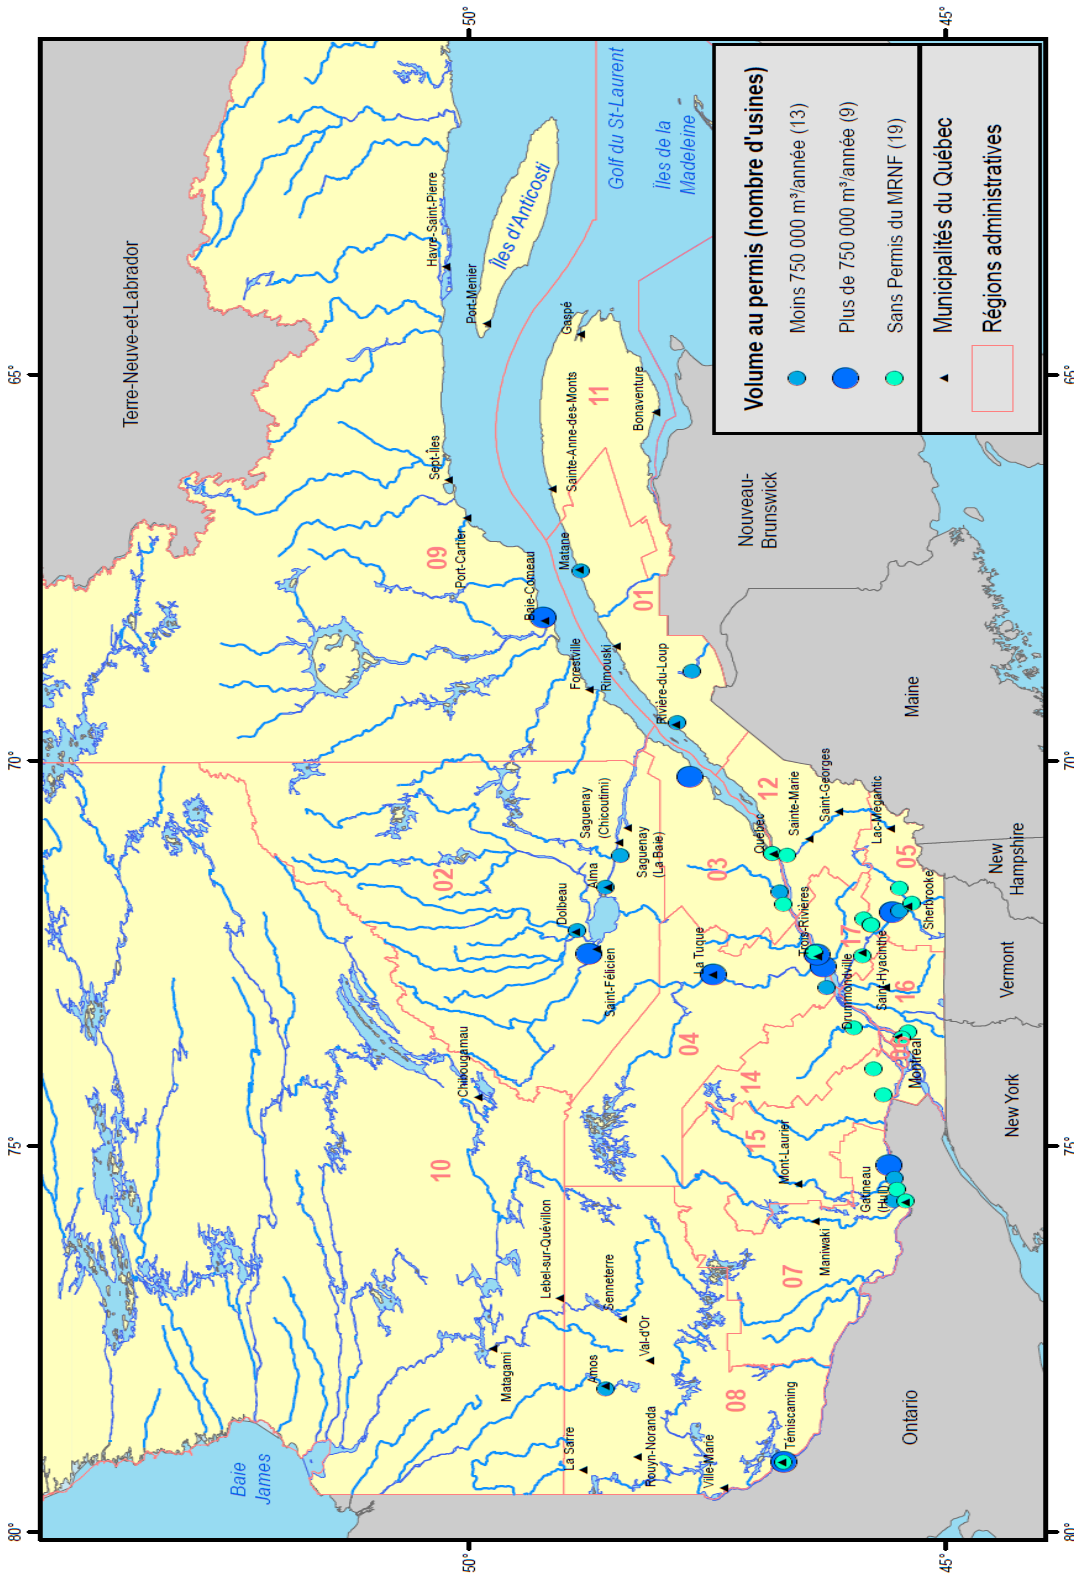 50°
45°
Terre-Neuve-et-Labrador
Havre-Saint-Pierre
Port-Menier
Îles d'Anticosti
Golf du St-Laurent
Îles de la
Madeleine
Gaspé
Sainte-Anne-des-Monts
11
Bonaventure
Sept-Îles
Port-Cartier
09
Baie-Comeau
Matane
01
Forestville
Rimouski
Rivière-du-Loup
Nouveau-
Brunswick
Maine
65°
65°
70°
70°
75°
75°
80°
80°
Volume au permis (nombre d'usines)
Moins 750 000 m³/année (13)
Plus de 750 000 m³/année (9)
Sans Permis du MRNF (19)
Municipalités du Québec
Régions administratives
Saguenay
(Chicoutimi)
Saguenay
(La Baie)
Alma
02
Dolbeau
Saint-Félicien
03
12
Québec
Sainte-Marie
Saint-Georges
Lac-Mégantic
05
Sherbrooke
New
Hampshire
La Tuque
Trois-Rivières
17
Drummondville
Saint-Hyacinthe
16
Vermont
04
14
06
Montréal
New York
Chibougamau
10
15
Mont-Laurier
Gatineau
(Hull)
Maniwaki
07
Lebel-sur-Quévillon
Senneterre
Val-d'Or
Matagami
Amos
08
La Sarre
Rouyn-Noranda
Ville-Marie
Témiscaming
Ontario
Baie
James
50°
45°